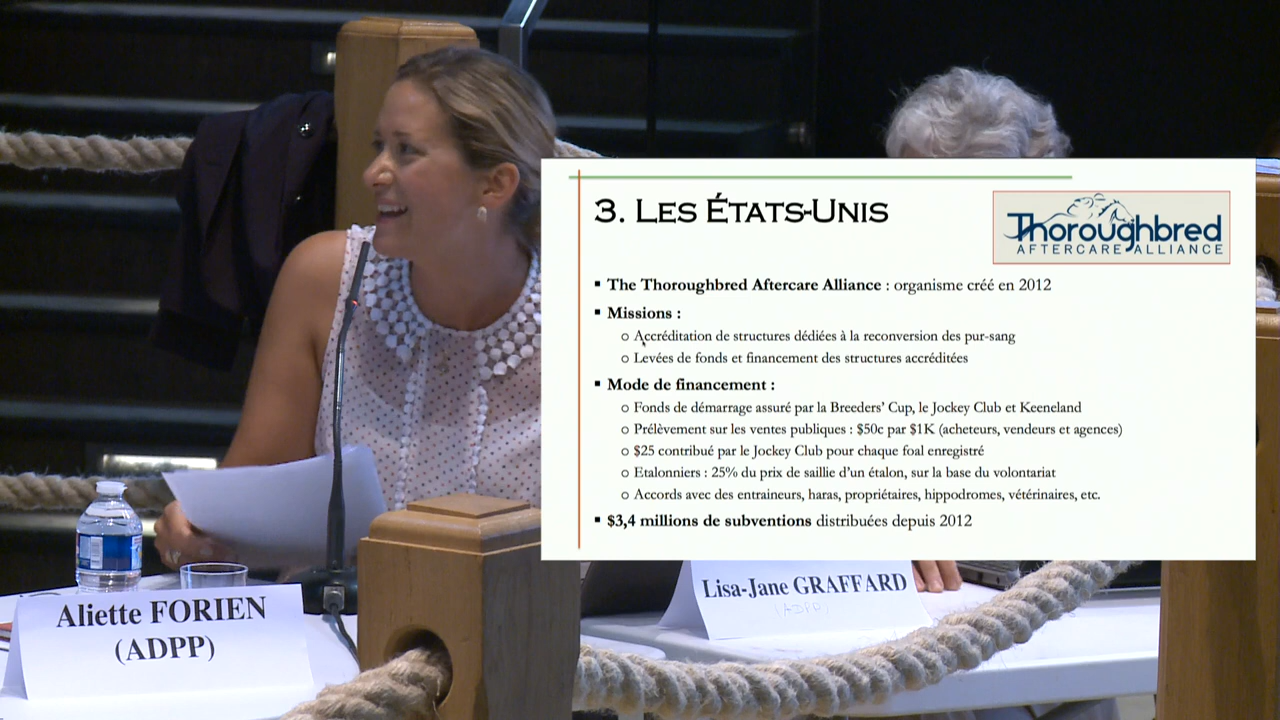 3. LES ÉTATS-UNIS
Thoroughbred
AFTERCARE ALLIANCE
▪ The Thoroughbred Aftercare Alliance : organisme créé en 2012
▪ Missions :
o Accréditation de structures dédiées à la reconversion des pur-sang
o Levées de fonds et financement des structures accréditées
▪ Mode de financement :
o Fonds de démarrage assuré par la Breeders' Cup, le Jockey Club et Keeneland
o Prélèvement sur les ventes publiques : $50c par $1K (acheteurs, vendeurs et agences)
o $25 contribué par le Jockey Club pour chaque foal enregistré
o Etalonniers : 25% du prix de saillie d'un étalon, sur la base du volontariat
o Accords avec des entraineurs, haras, propriétaires, hippodromes, vétérinaires, etc.
▪ $3,4 millions de subventions distribuées depuis 2012
Aliette FORIEN
(ADPP)
Lisa-Jane GRAFFARD
(ADPP)